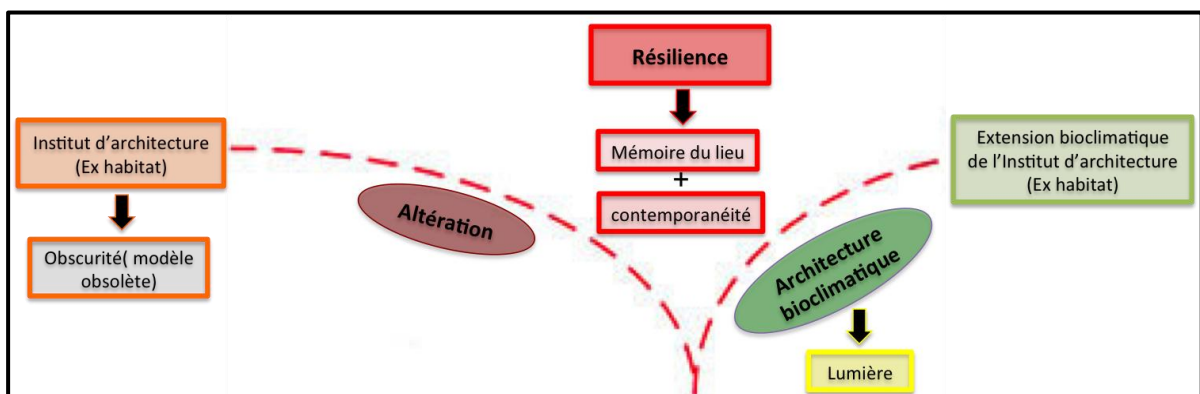 Résilience
Institut d'architecture
(Ex habitat)
Mémoire du lieu
+
contemporanéité
Extension bioclimatique
de l'Institut d'architecture
(Ex habitat)
Altération
Obscurité( modèle
obsolète)
Architecture
bioclimatique
Lumière